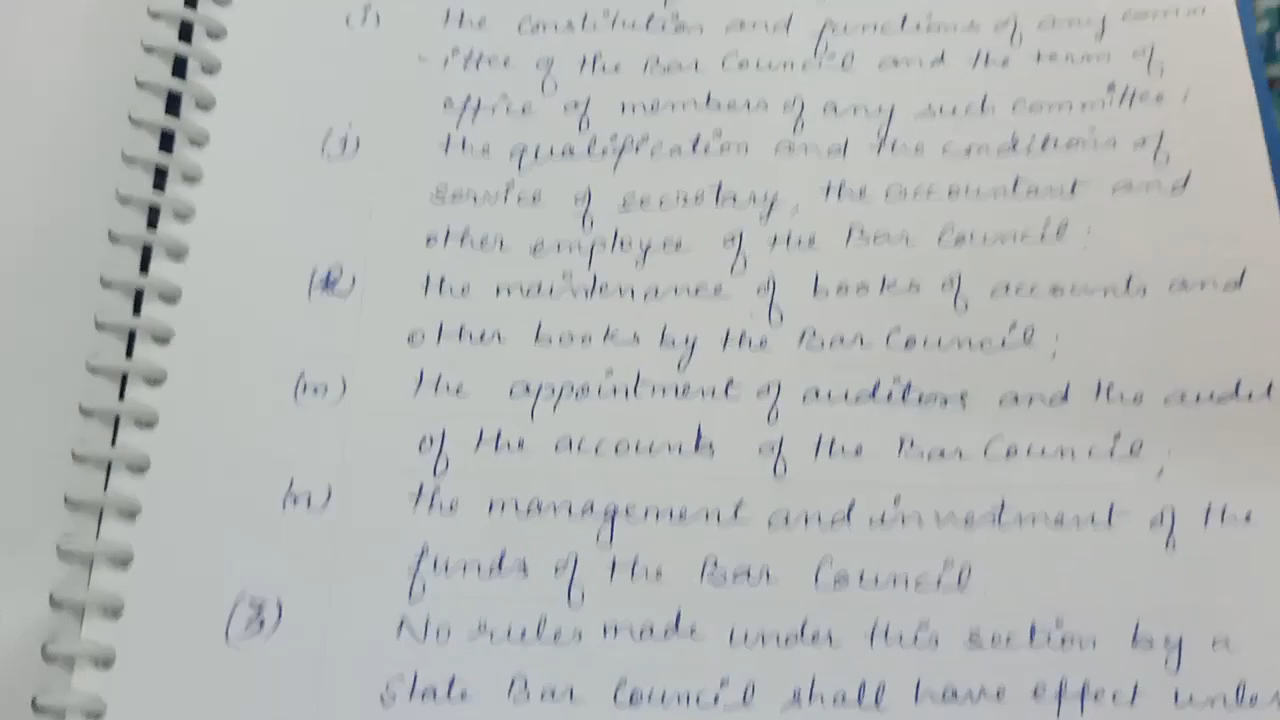 (i) the constitution and functions of any comm
-ittee of the Bar Council and the term of
office of members of any such committee;
(j) the qualification and the conditions of
service of secretary, the accountant and
other employee of the Bar Council;
(k) the maintenance of books of accounts and
other books by the Bar Council;
(m) the appointment of auditors and the audit
of the accounts of the Bar Council;
(n) the management and investment of the
funds of the Bar Council
(3) No rules made under this section by a
State Bar Council shall have effect unles